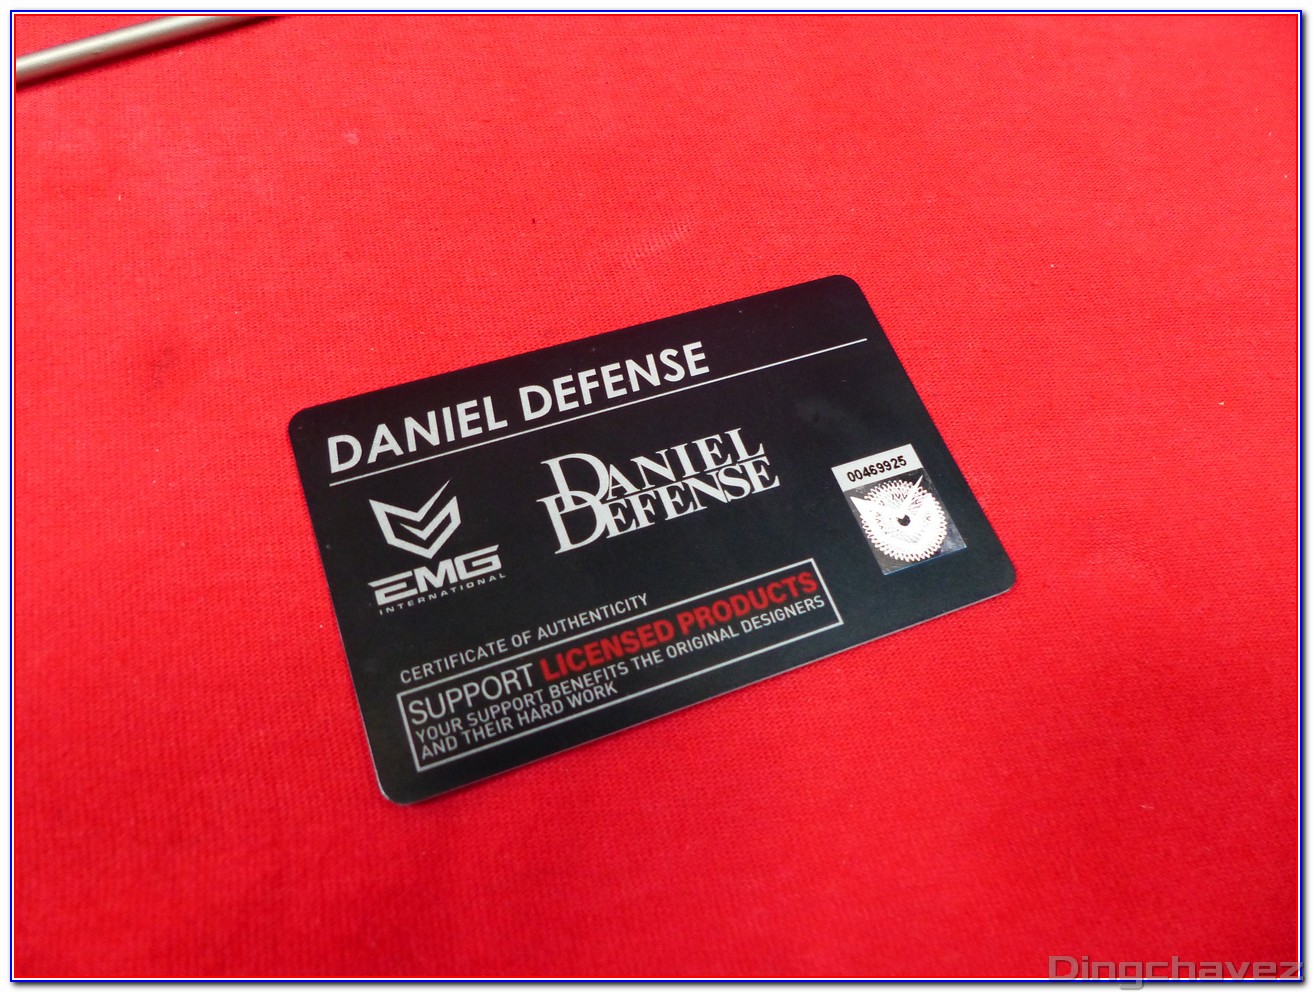 DANIEL DEFENSE
DANIEL
DEFENSE
00469925
EMG
INTERNATIONAL
CERTIFICATE OF AUTHENTICITY
SUPPORT LICENSED PRODUCTS
YOUR SUPPORT BENEFITS THE ORIGINAL DESIGNERS
AND THEIR HARD WORK
Dingchavez